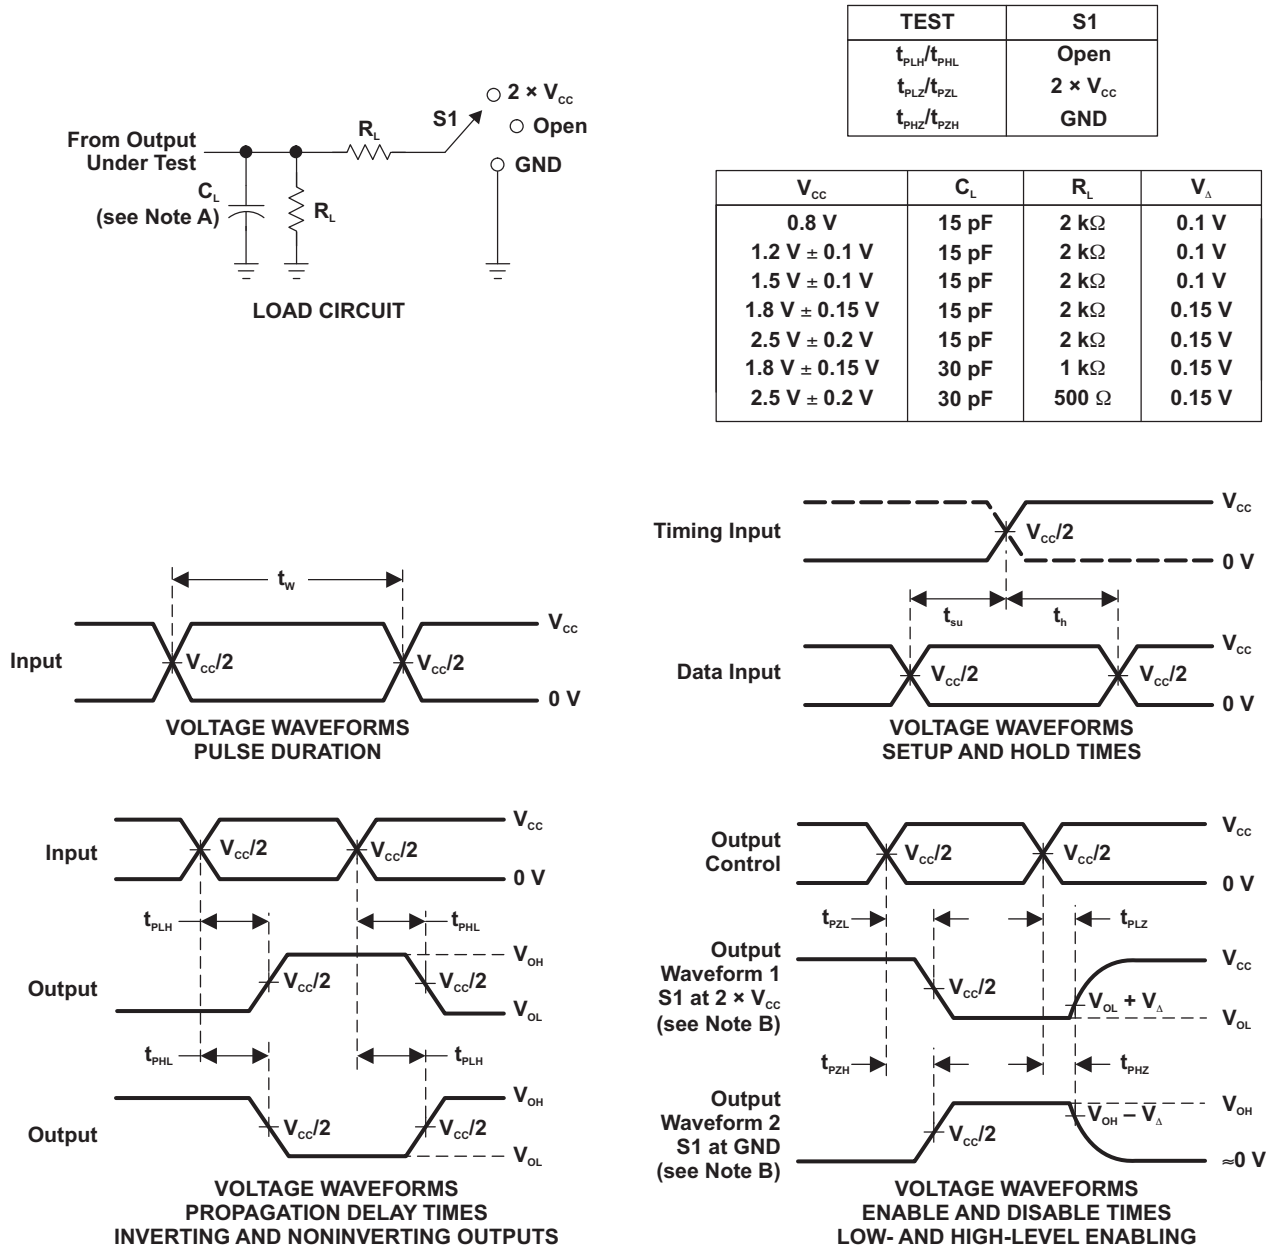 TEST S1
tPLH/tPHL Open
tPLZ/tPZL 2 × VCC
tPHZ/tPZH GND
2 × VCC
S1
Open
GND
RL
From Output
Under Test
CL
(see Note A)
RL
LOAD CIRCUIT
VCC CL RL VΔ
0.8 V 15 pF 2 kΩ 0.1 V
1.2 V ± 0.1 V 15 pF 2 kΩ 0.1 V
1.5 V ± 0.1 V 15 pF 2 kΩ 0.1 V
1.8 V ± 0.15 V 15 pF 2 kΩ 0.15 V
2.5 V ± 0.2 V 15 pF 2 kΩ 0.15 V
1.8 V ± 0.15 V 30 pF 1 kΩ 0.15 V
2.5 V ± 0.2 V 30 pF 500 Ω 0.15 V
tW
Input
VCC/2
VCC/2
VCC
0 V
VOLTAGE WAVEFORMS
PULSE DURATION
Timing Input
VCC/2
VCC
0 V
tsu
th
Data Input
VCC/2
VCC/2
VCC
0 V
VOLTAGE WAVEFORMS
SETUP AND HOLD TIMES
Input
VCC/2
VCC/2
VCC
0 V
tPLH
tPHL
Output
VCC/2
VCC/2
VOH
VOL
tPHL
tPLH
Output
VCC/2
VCC/2
VOH
VOL
VOLTAGE WAVEFORMS
PROPAGATION DELAY TIMES
INVERTING AND NONINVERTING OUTPUTS
Output
Control
VCC/2
VCC/2
VCC
0 V
tPZL
tPLZ
Output
Waveform 1
S1 at 2 × VCC
(see Note B)
VCC/2
VOL + VΔ
VCC
VOL
tPZH
tPHZ
Output
Waveform 2
S1 at GND
(see Note B)
VCC/2
VOH – VΔ
VOH
≈0 V
VOLTAGE WAVEFORMS
ENABLE AND DISABLE TIMES
LOW- AND HIGH-LEVEL ENABLING